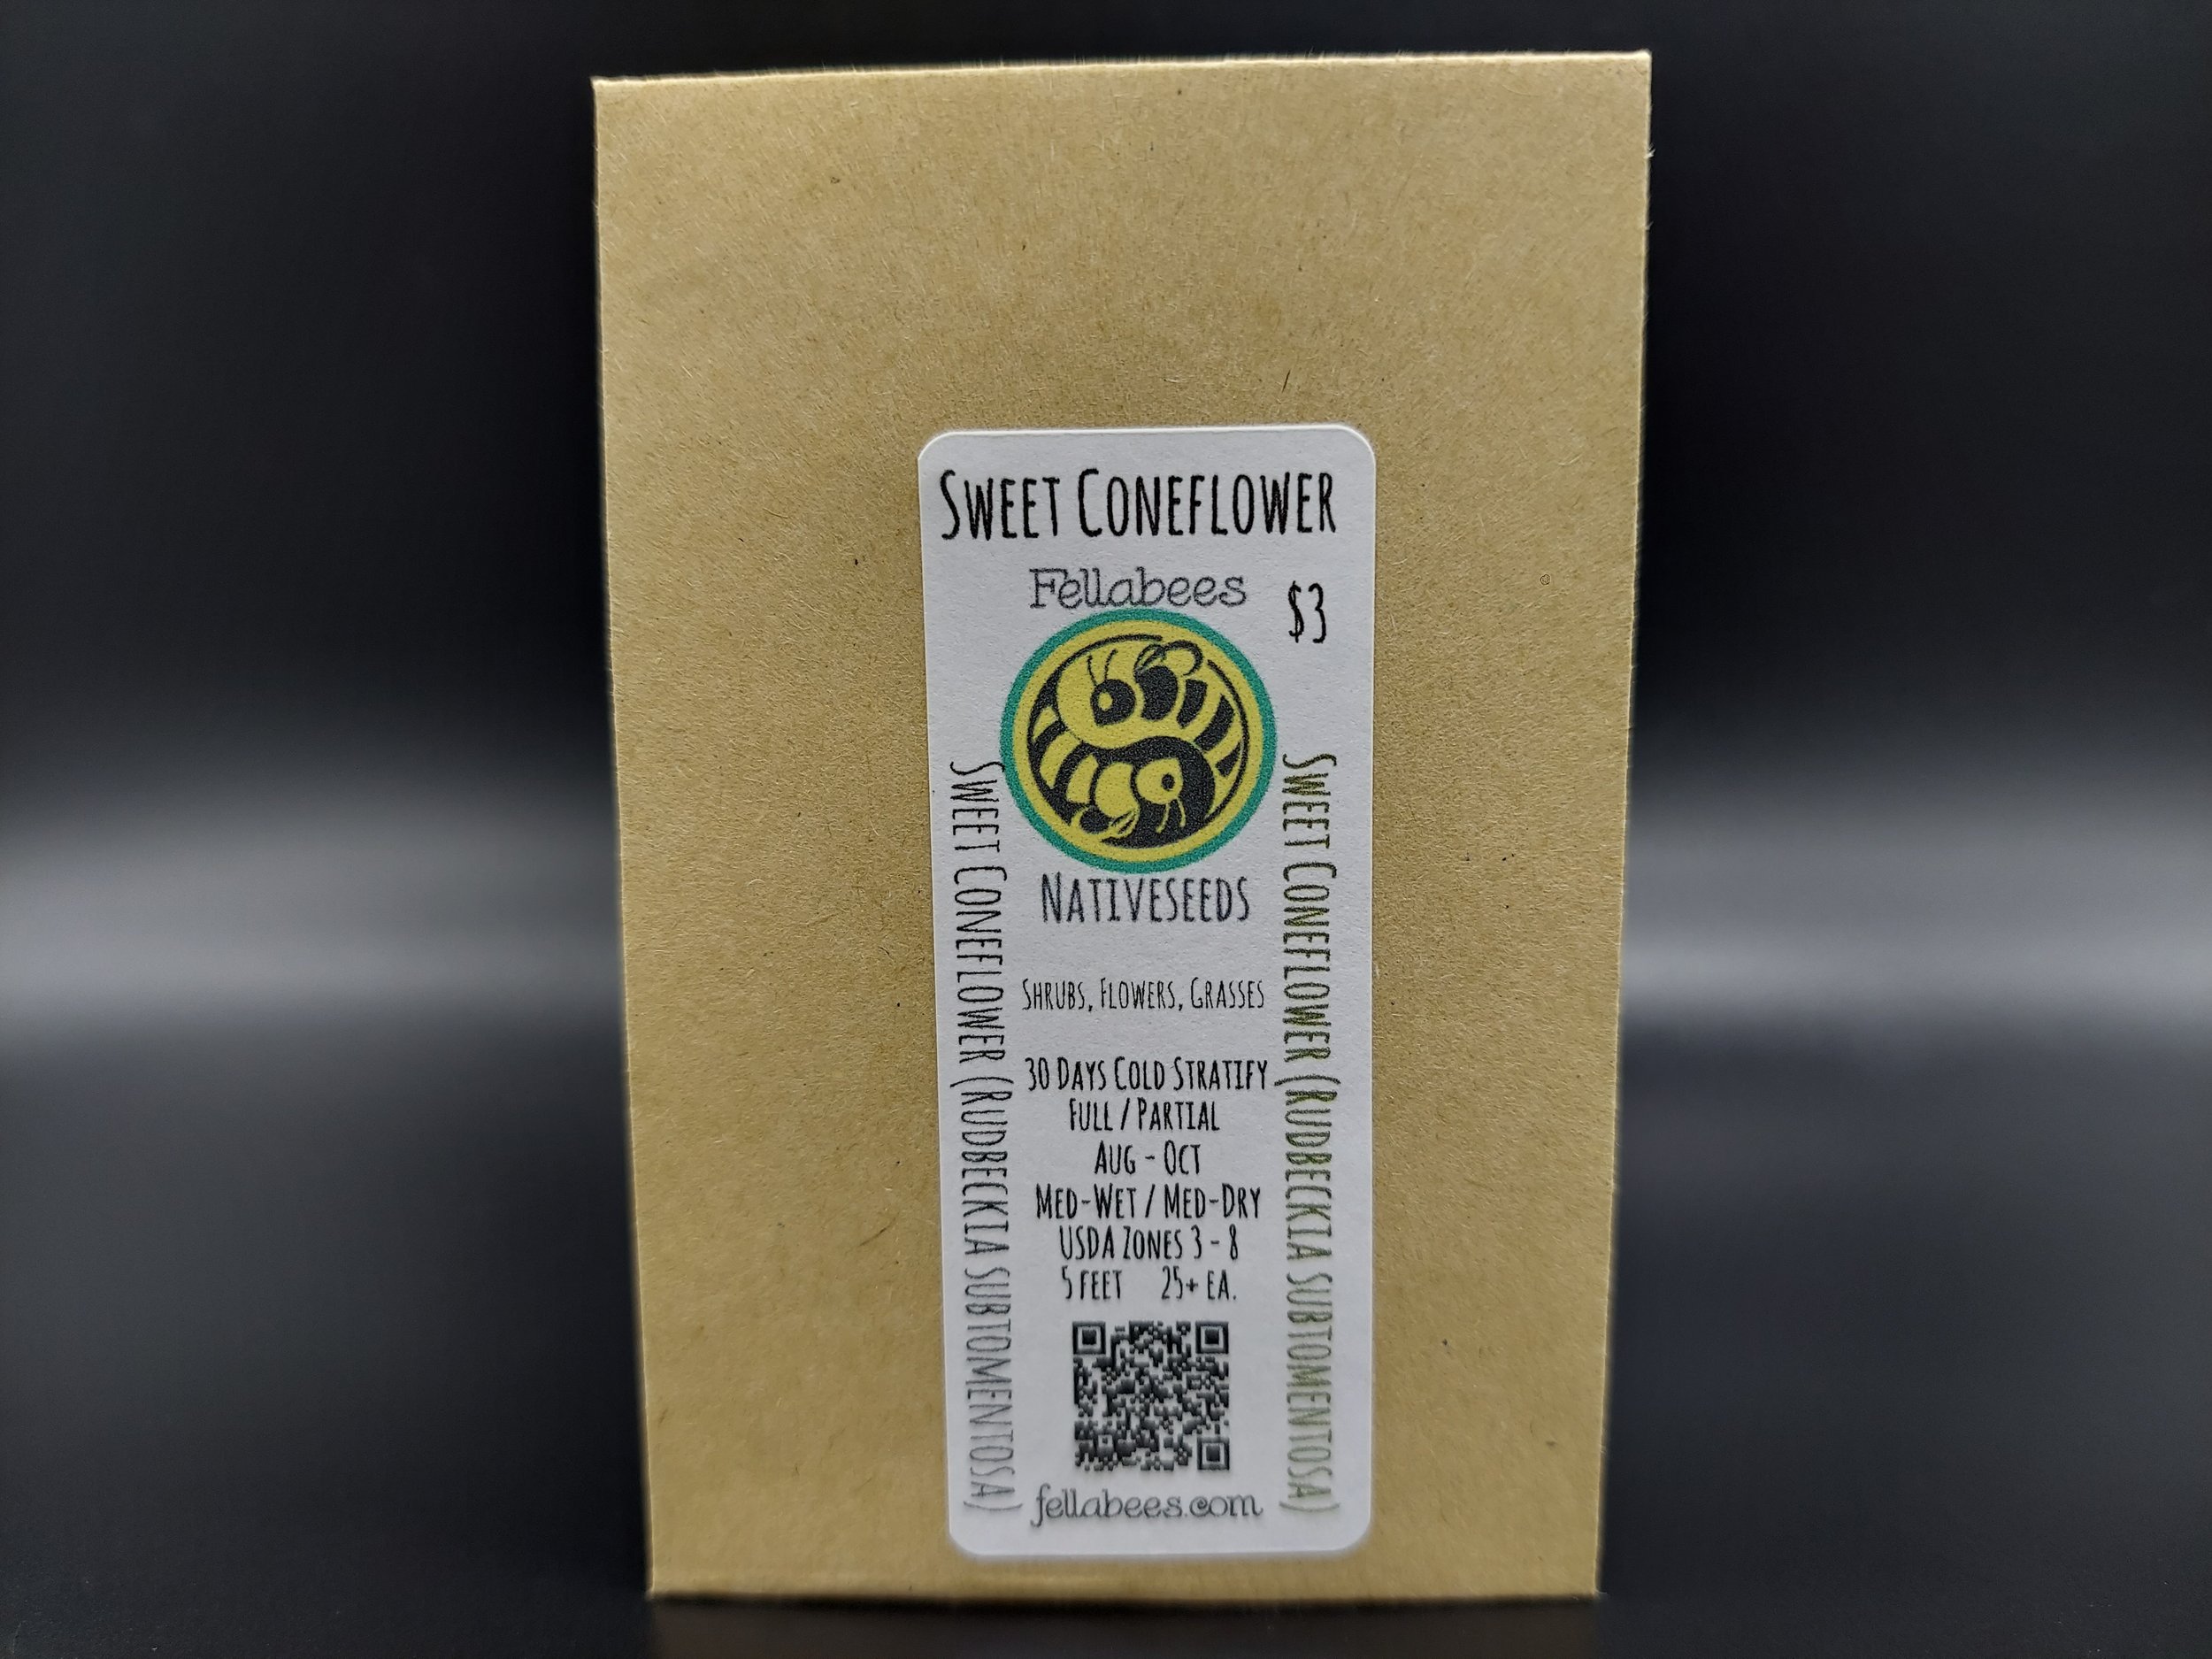 Sweet Coneflower
Fellabees
$3
Nativeseeds
Shrubs, Flowers, Grasses
30 Days Cold Stratify
Full / Partial
Aug - Oct
Med-Wet / Med-Dry
USDA Zones 3 - 8
5 feet 25+ ea.
fellabees.com
Sweet Coneflower (Rudbeckia subtomentosa)
Sweet Coneflower (Rudbeckia subtomentosa)